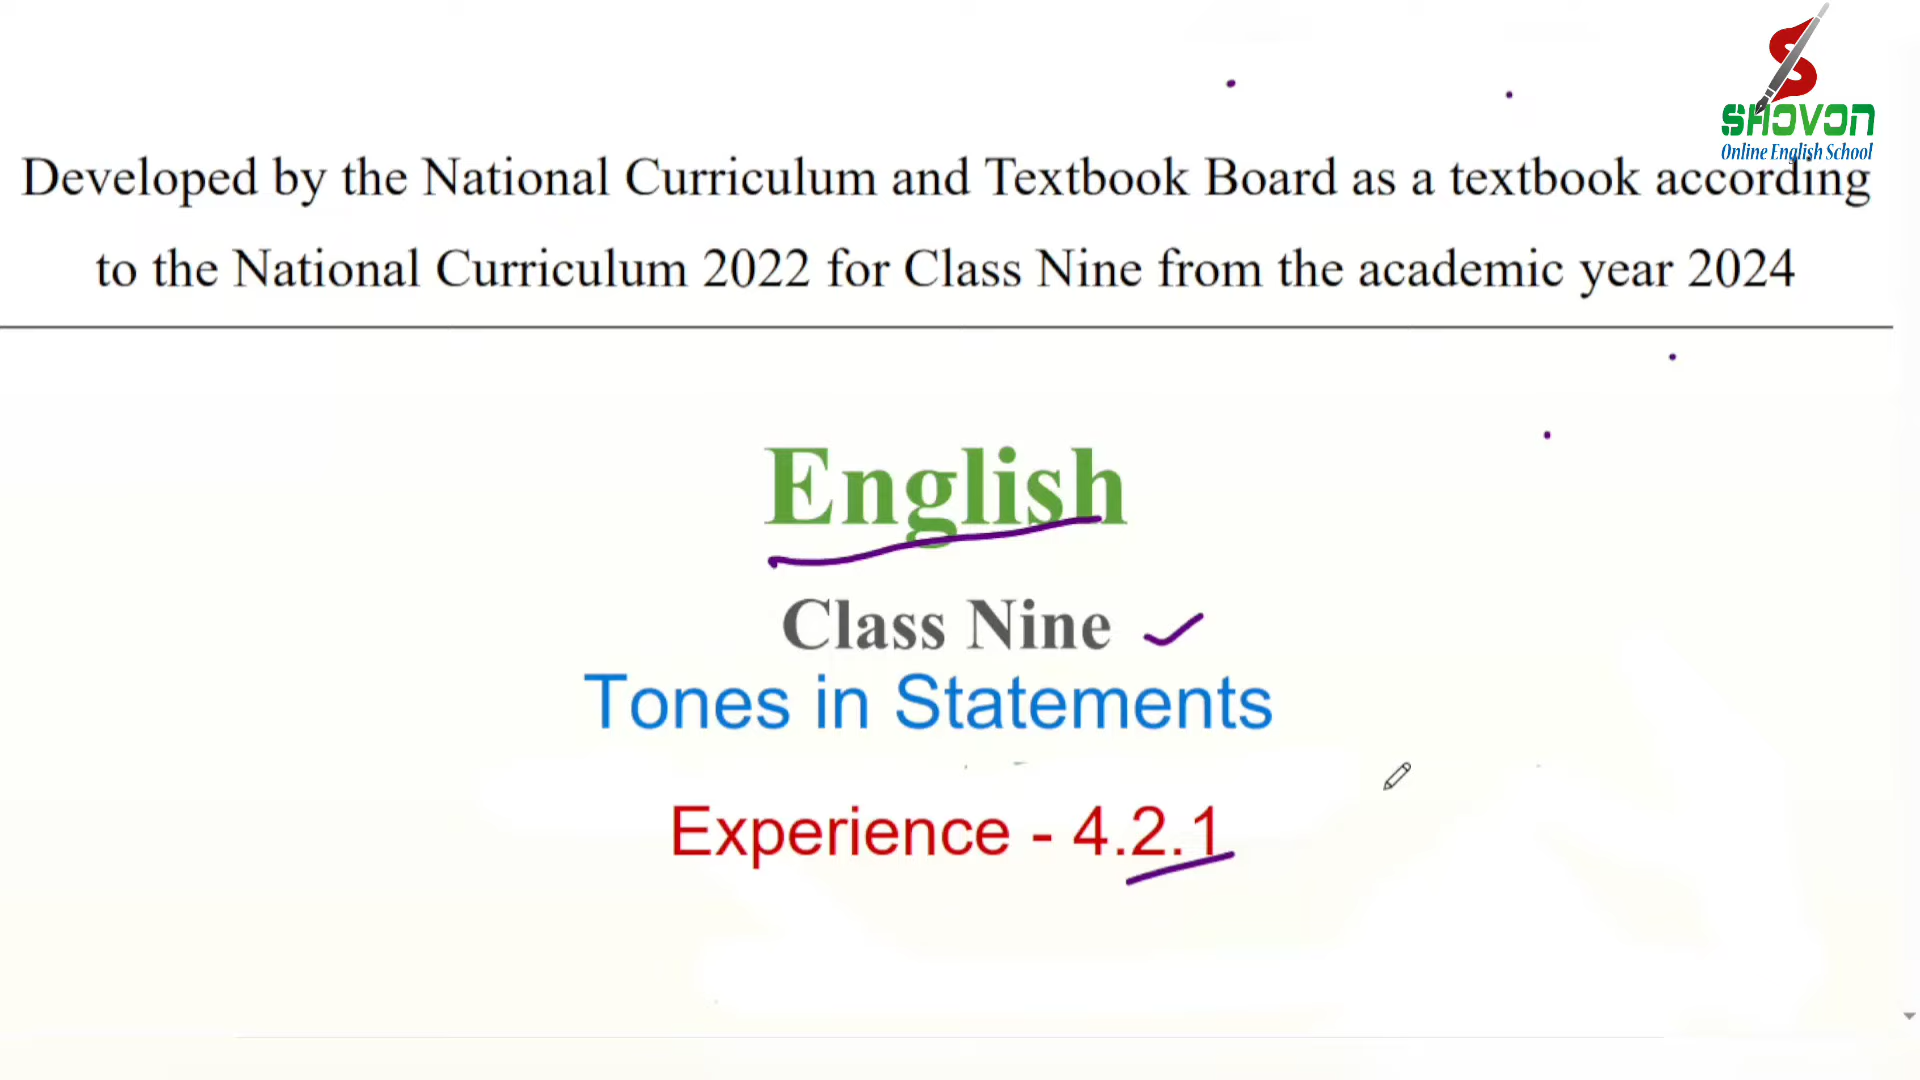 SHOVON
Online English School
Developed by the National Curriculum and Textbook Board as a textbook according
to the National Curriculum 2022 for Class Nine from the academic year 2024
English
Class Nine
Tones in Statements
Experience - 4.2.1